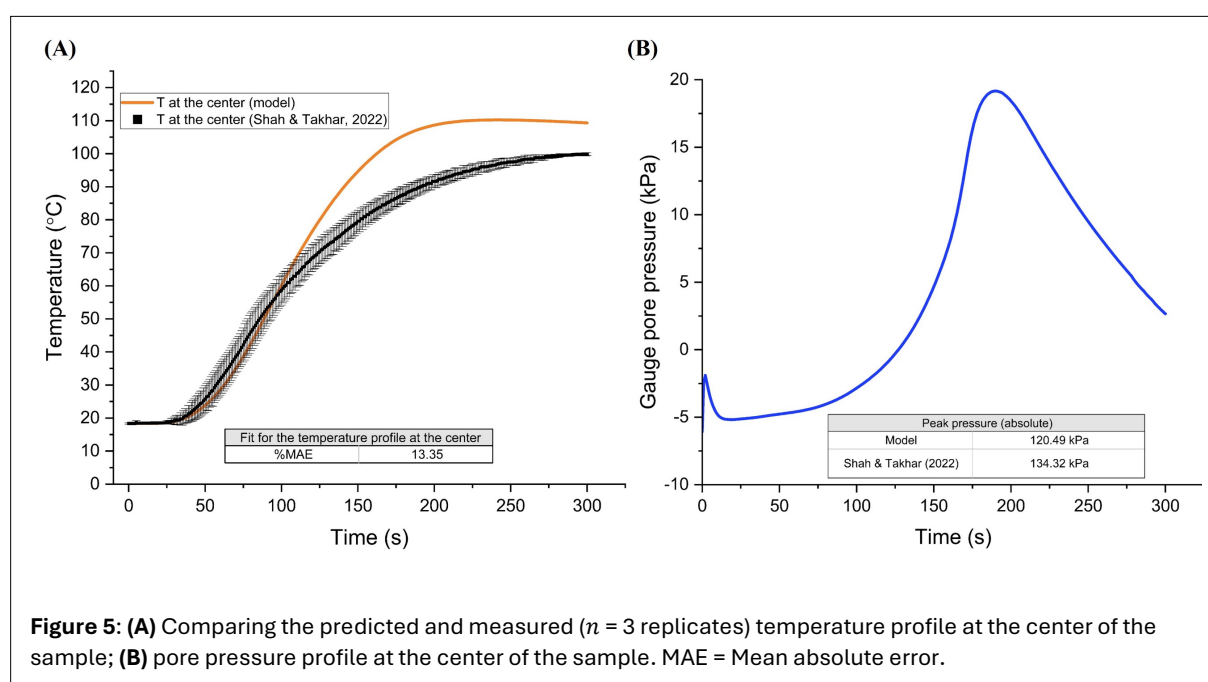 (A)
T at the center (model)
T at the center (Shah & Takhar, 2022)
Temperature (°C)
120
110
100
90
80
70
60
50
40
30
20
10
0
Fit for the temperature profile at the center
%MAE 13.35
0 50 100 150 200 250 300
Time (s)
(B)
Gauge pore pressure (kPa)
20
15
10
5
0
-5
-10
Peak pressure (absolute)
Model 120.49 kPa
Shah & Takhar (2022) 134.32 kPa
0 50 100 150 200 250 300
Time (s)
Figure 5: (A) Comparing the predicted and measured (n = 3 replicates) temperature profile at the center of the
sample; (B) pore pressure profile at the center of the sample. MAE = Mean absolute error.